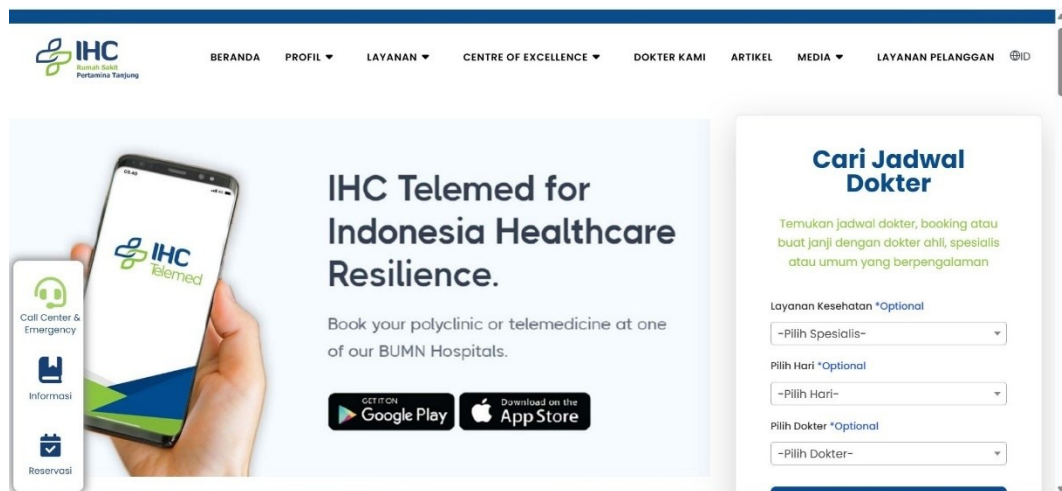 IHC
Rumah Sakit
Pertamina Tanjung
BERANDA PROFIL LAYANAN CENTRE OF EXCELLENCE DOKTER KAMI ARTIKEL MEDIA LAYANAN PELANGGAN ID
03.40
IHC
Telemed
IHC Telemed for
Indonesia Healthcare
Resilience.
Book your polyclinic or telemedicine at one
of our BUMN Hospitals.
GET IT ON
Google Play
Download on the
App Store
Call Center &
Emergency
Informasi
Reservasi
Cari Jadwal
Dokter
Temukan jadwal dokter, booking atau
buat janji dengan dokter ahli, spesialis
atau umum yang berpengalaman
Layanan Kesehatan *Optional
-Pilih Spesialis-
Pilih Hari *Optional
-Pilih Hari-
Pilih Dokter *Optional
-Pilih Dokter-